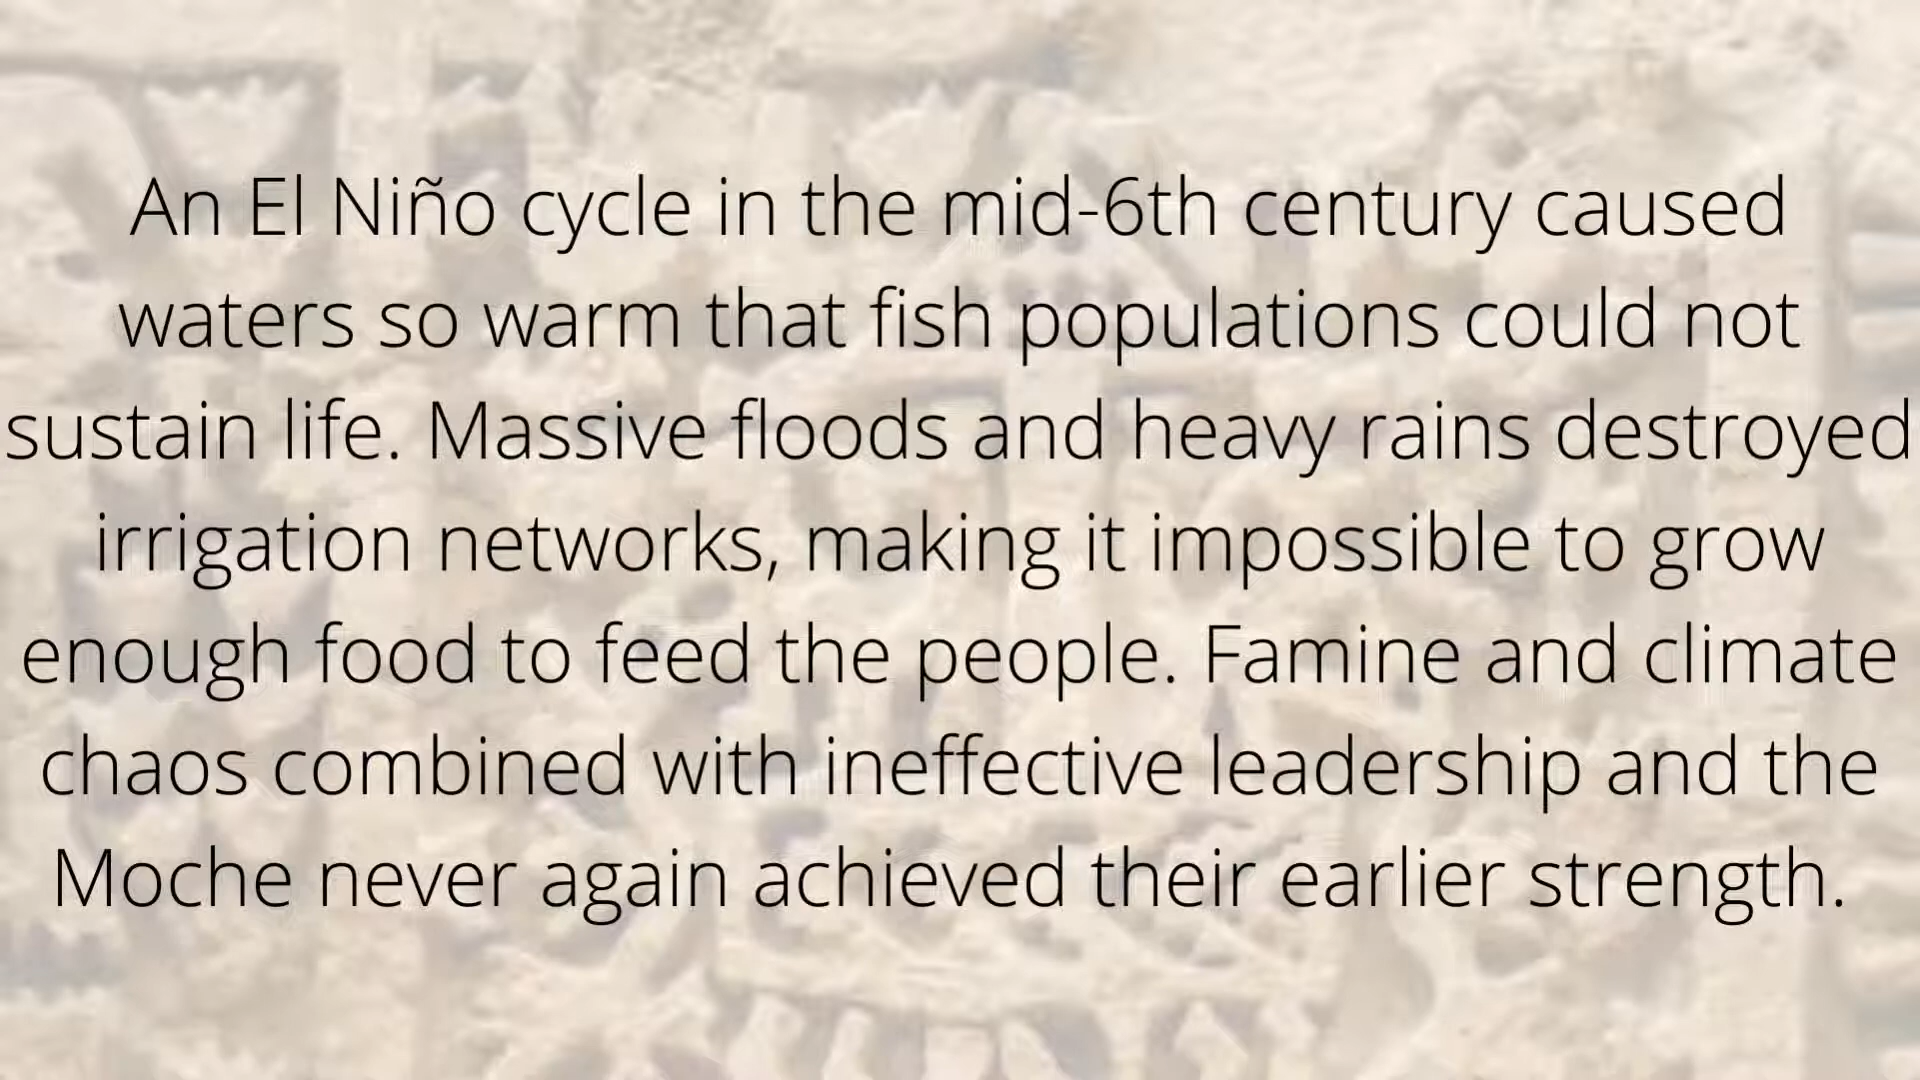 An El Niño cycle in the mid-6th century caused
waters so warm that fish populations could not
sustain life. Massive floods and heavy rains destroyed
irrigation networks, making it impossible to grow
enough food to feed the people. Famine and climate
chaos combined with ineffective leadership and the
Moche never again achieved their earlier strength.